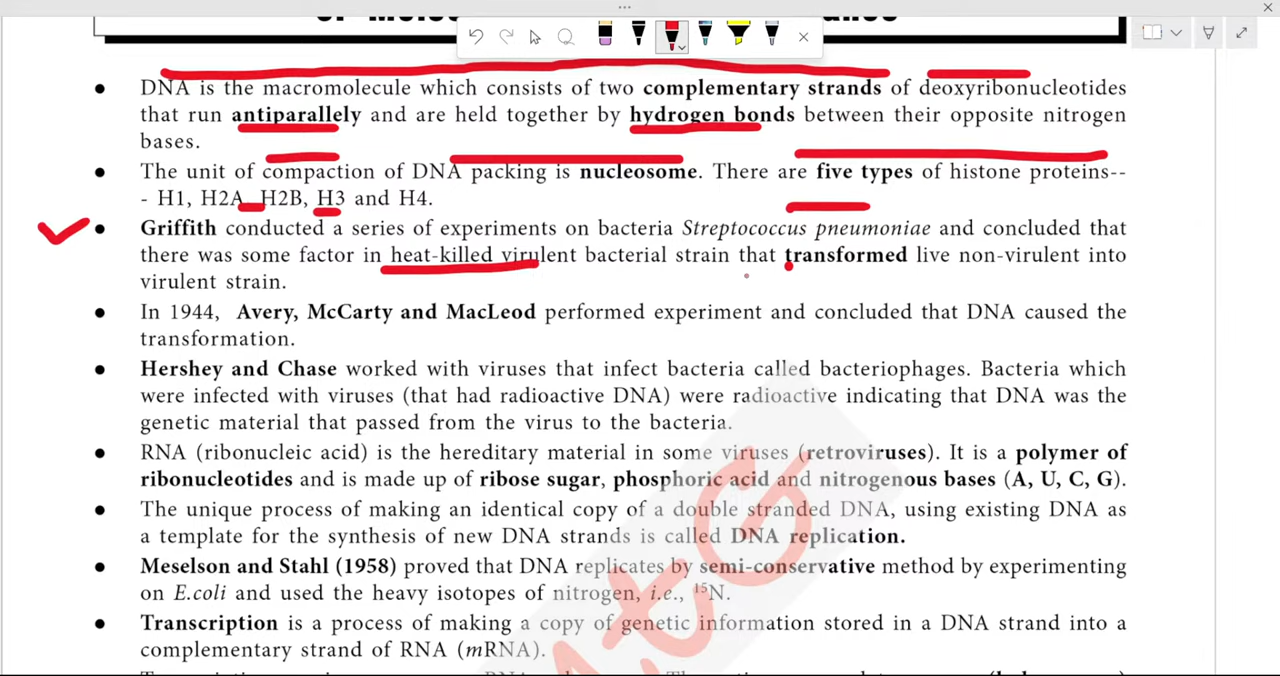 ● DNA is the macromolecule which consists of two complementary strands of deoxyribonucleotides
that run antiparallely and are held together by hydrogen bonds between their opposite nitrogen
bases.
● The unit of compaction of DNA packing is nucleosome. There are five types of histone proteins--
- H1, H2A, H2B, H3 and H4.
● Griffith conducted a series of experiments on bacteria Streptococcus pneumoniae and concluded that
there was some factor in heat-killed virulent bacterial strain that transformed live non-virulent into
virulent strain.
● In 1944, Avery, McCarty and MacLeod performed experiment and concluded that DNA caused the
transformation.
● Hershey and Chase worked with viruses that infect bacteria called bacteriophages. Bacteria which
were infected with viruses (that had radioactive DNA) were radioactive indicating that DNA was the
genetic material that passed from the virus to the bacteria.
● RNA (ribonucleic acid) is the hereditary material in some viruses (retroviruses). It is a polymer of
ribonucleotides and is made up of ribose sugar, phosphoric acid and nitrogenous bases (A, U, C, G).
● The unique process of making an identical copy of a double stranded DNA, using existing DNA as
a template for the synthesis of new DNA strands is called DNA replication.
● Meselson and Stahl (1958) proved that DNA replicates by semi-conservative method by experimenting
on E.coli and used the heavy isotopes of nitrogen, i.e., ¹⁵N.
● Transcription is a process of making a copy of genetic information stored in a DNA strand into a
complementary strand of RNA (mRNA).